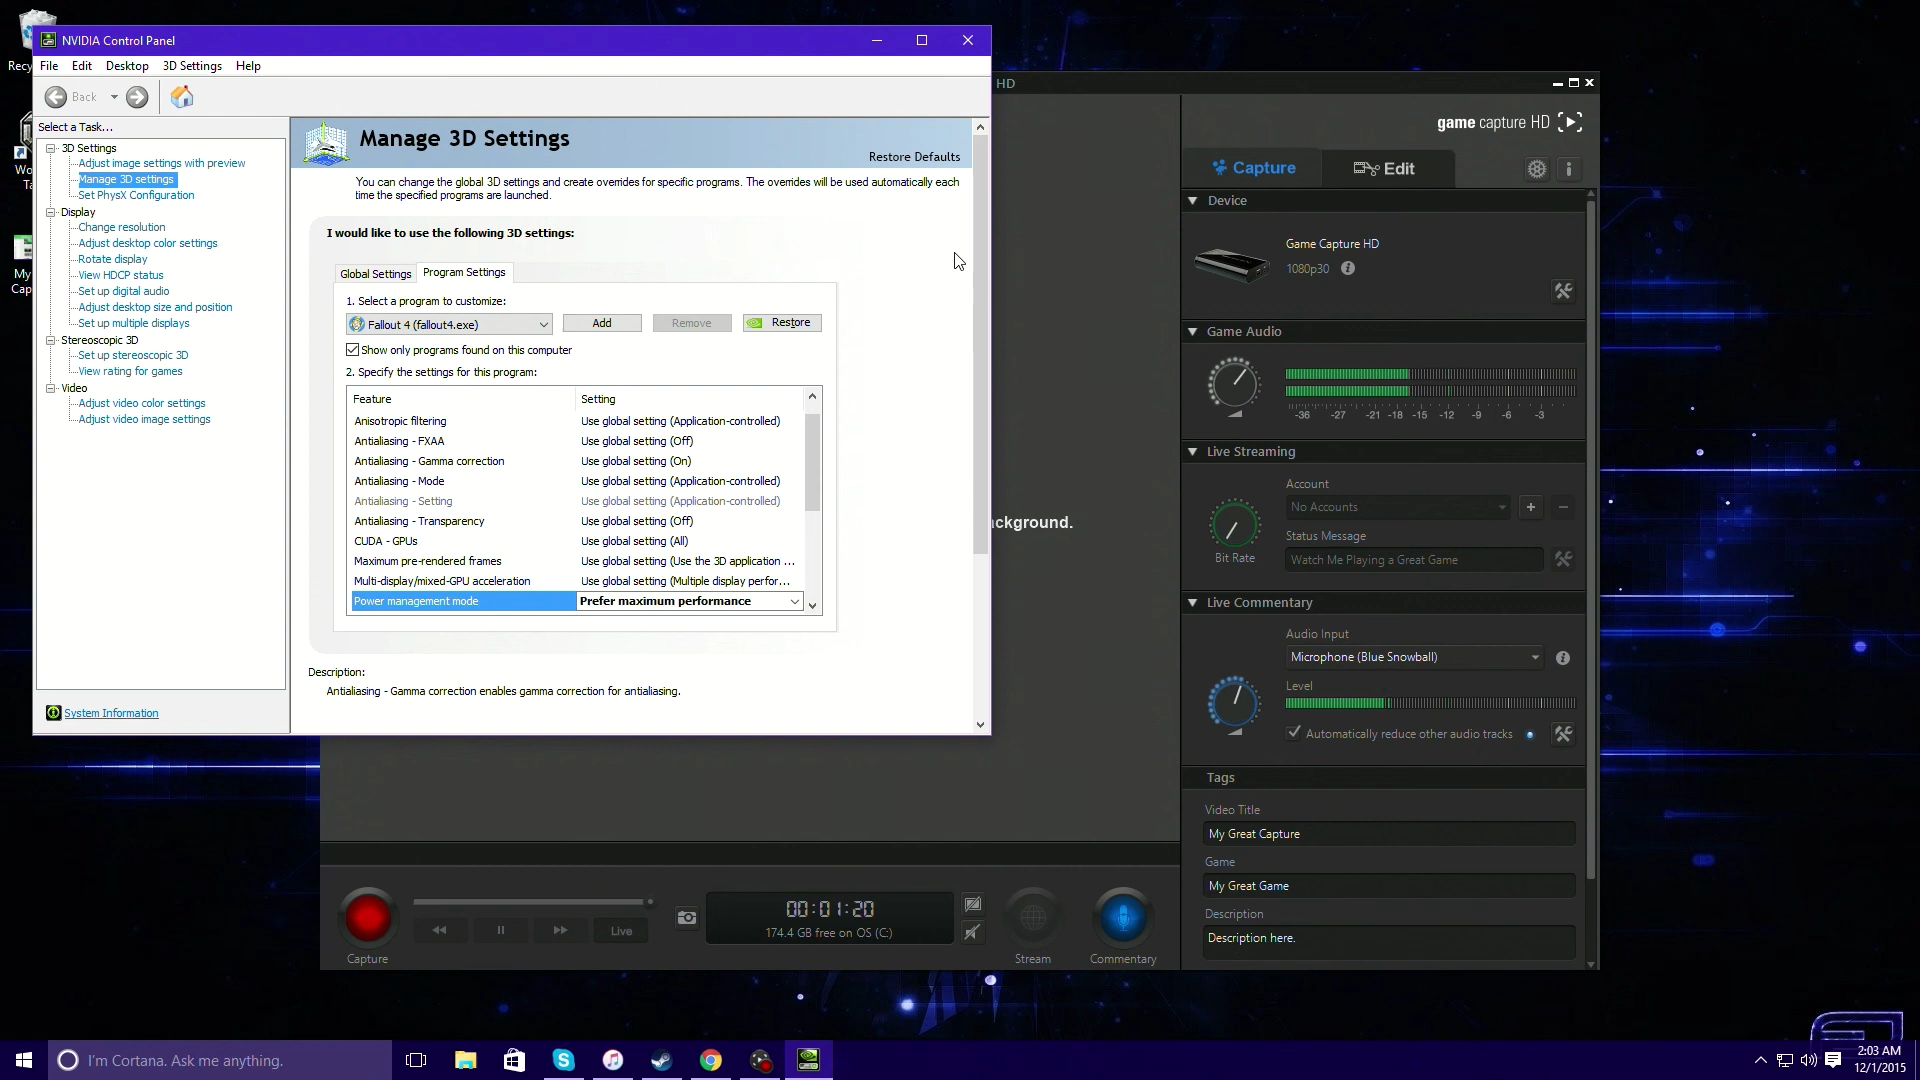 Recy
Wo
Ta
My
Cap
NVIDIA Control Panel
File Edit Desktop 3D Settings Help
Back
Select a Task...
3D Settings
Adjust image settings with preview
Manage 3D settings
Set PhysX Configuration
Display
Change resolution
Adjust desktop color settings
Rotate display
View HDCP status
Set up digital audio
Adjust desktop size and position
Set up multiple displays
Stereoscopic 3D
Set up stereoscopic 3D
View rating for games
Video
Adjust video color settings
Adjust video image settings
System Information
Manage 3D Settings
Restore Defaults
You can change the global 3D settings and create overrides for specific programs. The overrides will be used automatically each
time the specified programs are launched.
I would like to use the following 3D settings:
Global Settings Program Settings
1. Select a program to customize:
Fallout 4 (fallout4.exe) Add Remove Restore
Show only programs found on this computer
2. Specify the settings for this program:
Feature Setting
Anisotropic filtering Use global setting (Application-controlled)
Antialiasing - FXAA Use global setting (Off)
Antialiasing - Gamma correction Use global setting (On)
Antialiasing - Mode Use global setting (Application-controlled)
Antialiasing - Setting Use global setting (Application-controlled)
Antialiasing - Transparency Use global setting (Off)
CUDA - GPUs Use global setting (All)
Maximum pre-rendered frames Use global setting (Use the 3D application ...
Multi-display/mixed-GPU acceleration Use global setting (Multiple display perfor...
Power management mode Prefer maximum performance
Description:
Antialiasing - Gamma correction enables gamma correction for antialiasing.
HD
ackground.
game capture HD
Capture Edit
Device
Game Capture HD
1080p30
Game Audio
-36 -27 -21 -18 -15 -12 -9 -6 -3
Live Streaming
Account
No Accounts
Status Message
Bit Rate Watch Me Playing a Great Game
Live Commentary
Audio Input
Microphone (Blue Snowball)
Level
Automatically reduce other audio tracks
Tags
Video Title
My Great Capture
Game
My Great Game
Description
Description here.
Live
00:01:20
174.4 GB free on OS (C:)
Capture Stream Commentary
I'm Cortana. Ask me anything.
2:03 AM
12/1/2015